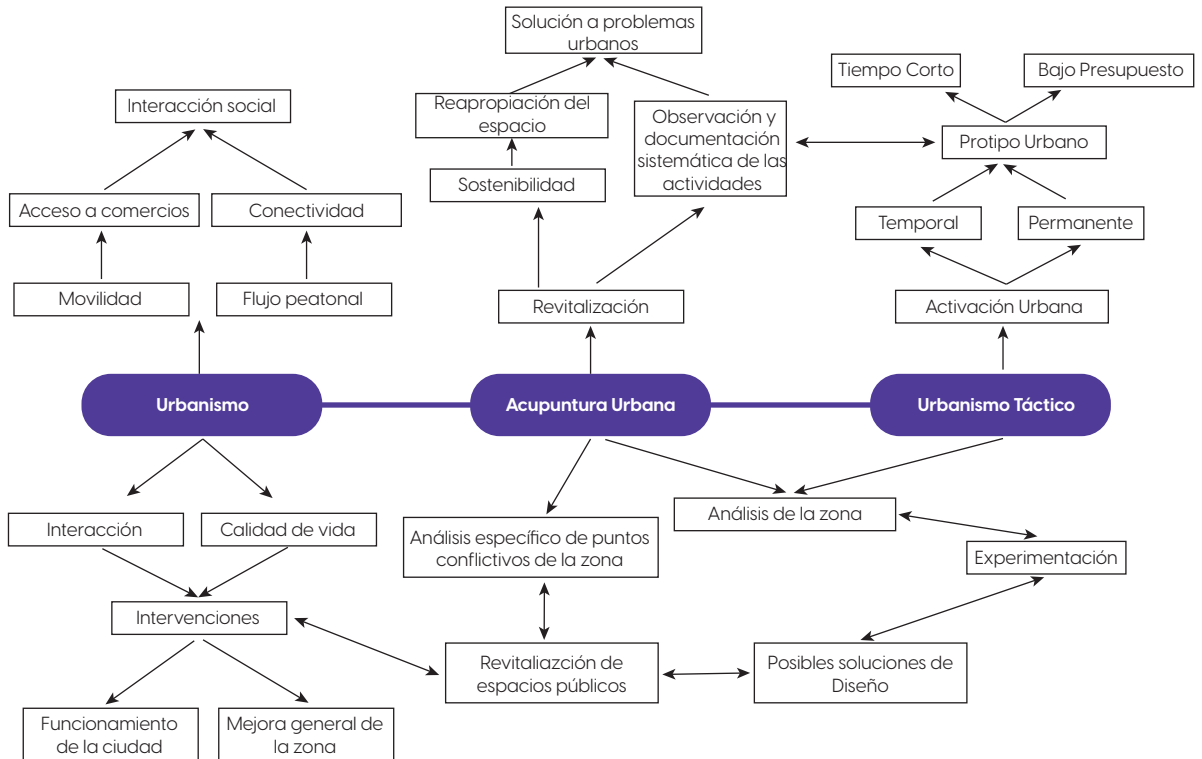 Solución a problemas
urbanos
Tiempo Corto
Bajo Presupuesto
Interacción social
Reapropiación del
espacio
Observación y
documentación
sistemática de las
actividades
Protipo Urbano
Sostenibilidad
Acceso a comercios
Conectividad
Temporal
Permanente
Movilidad
Flujo peatonal
Revitalización
Activación Urbana
Urbanismo
Acupuntura Urbana
Urbanismo Táctico
Interacción
Calidad de vida
Análisis específico de puntos
conflictivos de la zona
Análisis de la zona
Experimentación
Intervenciones
Revitaliazción de
espacios públicos
Posibles soluciones de
Diseño
Funcionamiento
de la ciudad
Mejora general de
la zona